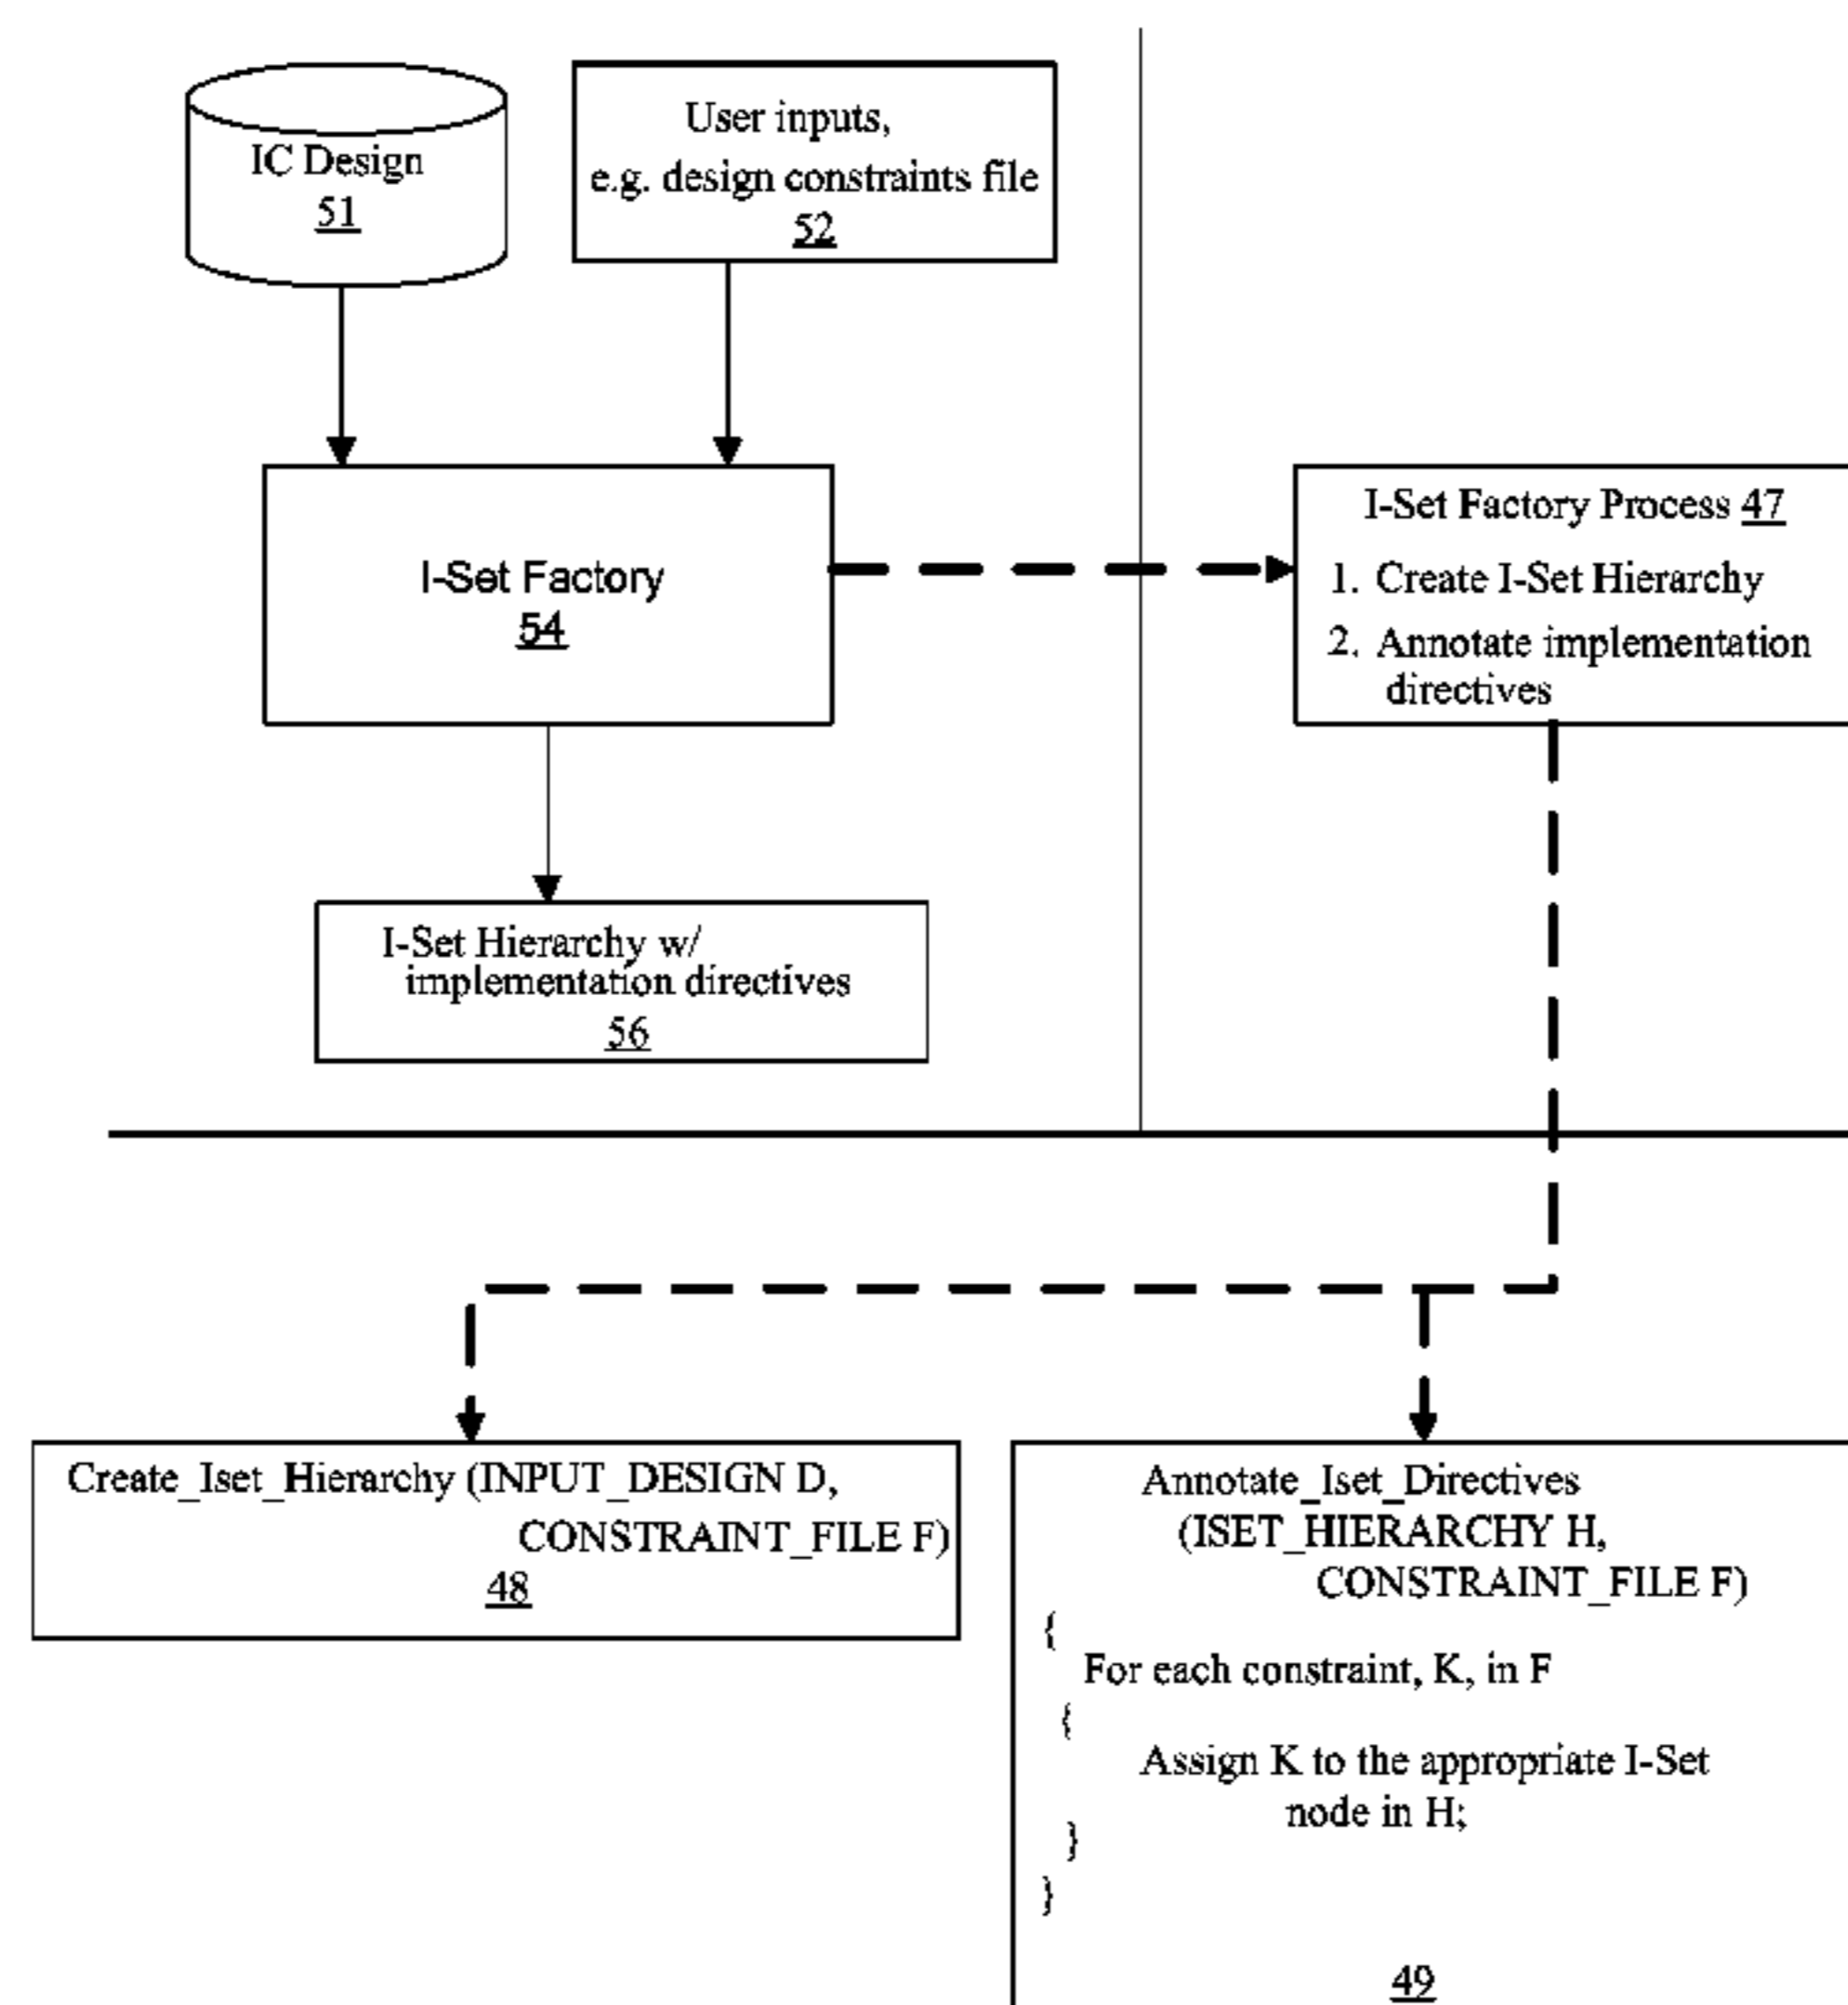 IC Design
51
User inputs,
e.g. design constraints file
52
I-Set Factory
54
I-Set Factory Process 47
1. Create I-Set Hierarchy
2. Annotate implementation
directives
I-Set Hierarchy w/
implementation directives
56
Create_Iset_Hierarchy (INPUT_DESIGN D,
CONSTRAINT_FILE F)
48
Annotate_Iset_Directives
(ISET_HIERARCHY H,
CONSTRAINT_FILE F)
{
For each constraint, K, in F
{
Assign K to the appropriate I-Set
node in H;
}
}
49